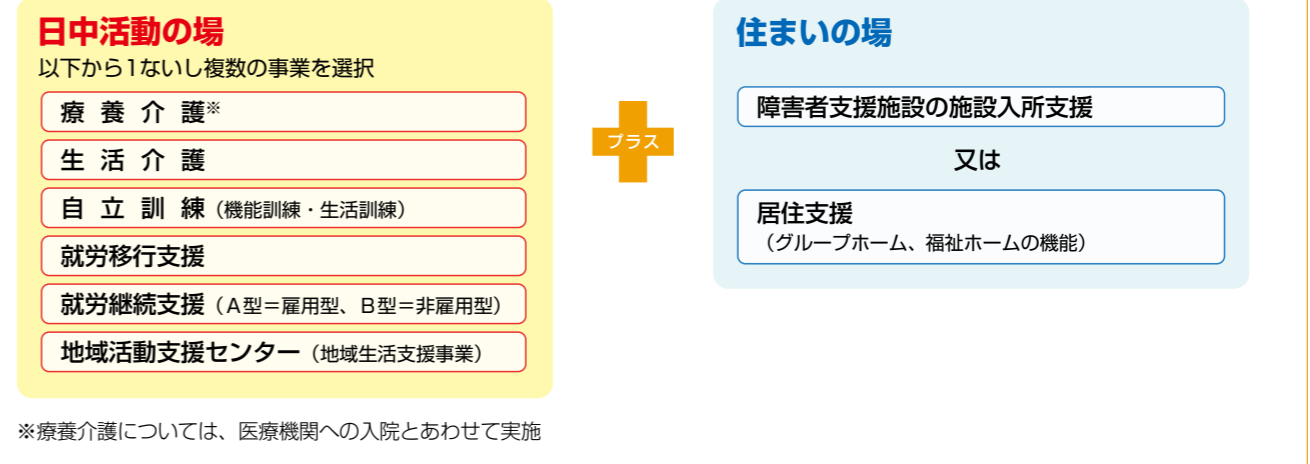 日中活動の場
以下から1ないし複数の事業を選択
療養介護※
生活介護
自立訓練（機能訓練・生活訓練）
就労移行支援
就労継続支援（A型＝雇用型、B型＝非雇用型）
地域活動支援センター（地域生活支援事業）
※療養介護については、医療機関への入院とあわせて実施
プラス
住まいの場
障害者支援施設の施設入所支援
又は
居住支援
（グループホーム、福祉ホームの機能）